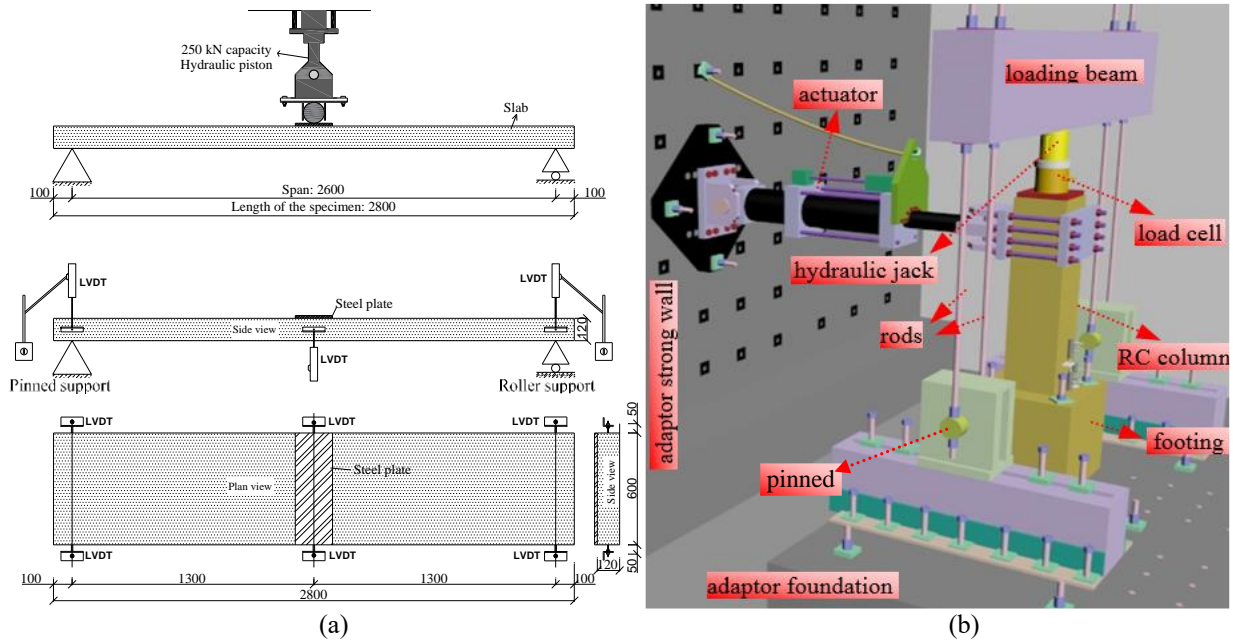 250 kN capacity
Hydraulic piston
Slab
100
Span: 2600
100
Length of the specimen: 2800
LVDT
LVDT
Steel plate
Side view
120
LVDT
Pinned support
Roller support
LVDT
LVDT
LVDT
50
Steel plate
Plan view
600
Side view
LVDT
LVDT
LVDT
50
120
100
1300
1300
100
2800
(a)
loading beam
actuator
load cell
hydraulic jack
adaptor strong wall
rods
RC column
footing
pinned
adaptor foundation
(b)